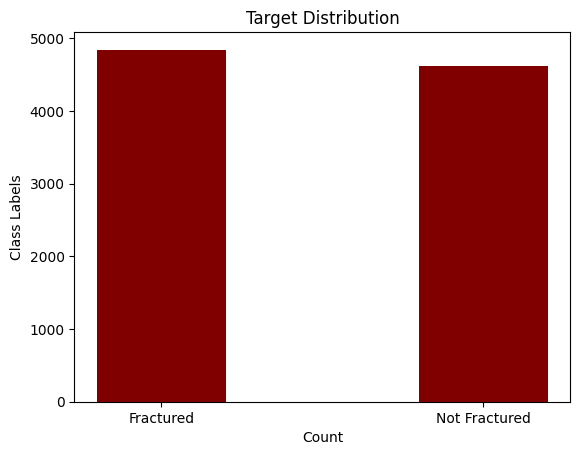 Target Distribution
5000
4000
3000
2000
1000
0
Class Labels
Fractured
Not Fractured
Count